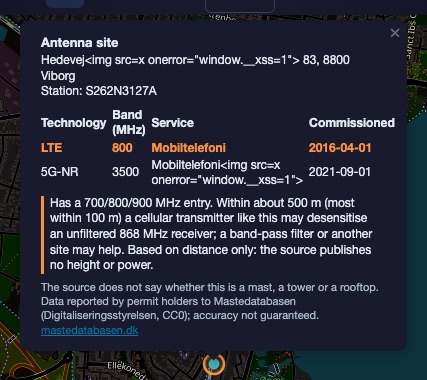 Antenna site
Hedevej<img src=x onerror="window.__xss=1"> 83, 8800
Viborg
Station: S262N3127A
Technology Band (MHz) Service Commissioned
LTE 800 Mobiltelefoni 2016-04-01
5G-NR 3500 Mobiltelefoni<img src=x onerror="window.__xss=1"> 2021-09-01
Has a 700/800/900 MHz entry. Within about 500 m (most
within 100 m) a cellular transmitter like this may desensitise
an unfiltered 868 MHz receiver; a band-pass filter or another
site may help. Based on distance only: the source publishes
no height or power.
The source does not say whether this is a mast, a tower or a rooftop.
Data reported by permit holders to Mastedatabasen
(Digitaliseringsstyrelsen, CC0); accuracy not guaranteed.
mastedatabasen.dk